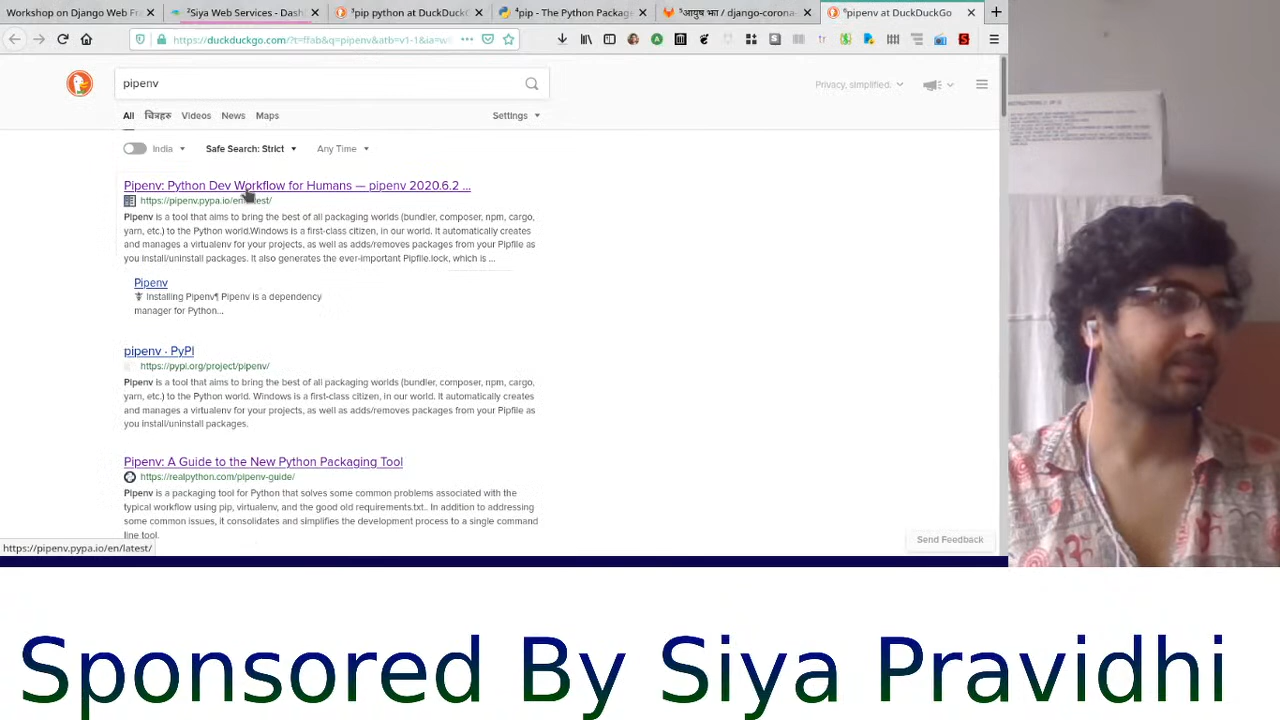 Workshop on Django Web Fr
²Siya Web Services - Dash
³pip python at DuckDuckG
⁴pip - The Python Packag
⁵आयुष झा / django-corona-
⁶pipenv at DuckDuckGo
https://duckduckgo.com/?t=ffab&q=pipenv&atb=v1-1&ia=w
pipenv
Privacy, simplified.
All चित्रहरु Videos News Maps
Settings
India Safe Search: Strict Any Time
Pipenv: Python Dev Workflow for Humans — pipenv 2020.6.2 ...
https://pipenv.pypa.io/en/latest/
Pipenv is a tool that aims to bring the best of all packaging worlds (bundler, composer, npm, cargo,
yarn, etc.) to the Python world.Windows is a first-class citizen, in our world. It automatically creates
and manages a virtualenv for your projects, as well as adds/removes packages from your Pipfile as
you install/uninstall packages. It also generates the ever-important Pipfile.lock, which is ...
Pipenv
Installing Pipenv¶ Pipenv is a dependency
manager for Python...
pipenv · PyPI
https://pypi.org/project/pipenv/
Pipenv is a tool that aims to bring the best of all packaging worlds (bundler, composer, npm, cargo,
yarn, etc.) to the Python world. Windows is a first-class citizen, in our world. It automatically creates
and manages a virtualenv for your projects, as well as adds/removes packages from your Pipfile as
you install/uninstall packages.
Pipenv: A Guide to the New Python Packaging Tool
https://realpython.com/pipenv-guide/
Pipenv is a packaging tool for Python that solves some common problems associated with the
typical workflow using pip, virtualenv, and the good old requirements.txt.. In addition to addressing
some common issues, it consolidates and simplifies the development process to a single command
line tool.
Send Feedback
https://pipenv.pypa.io/en/latest/
Sponsored By Siya Pravidhi